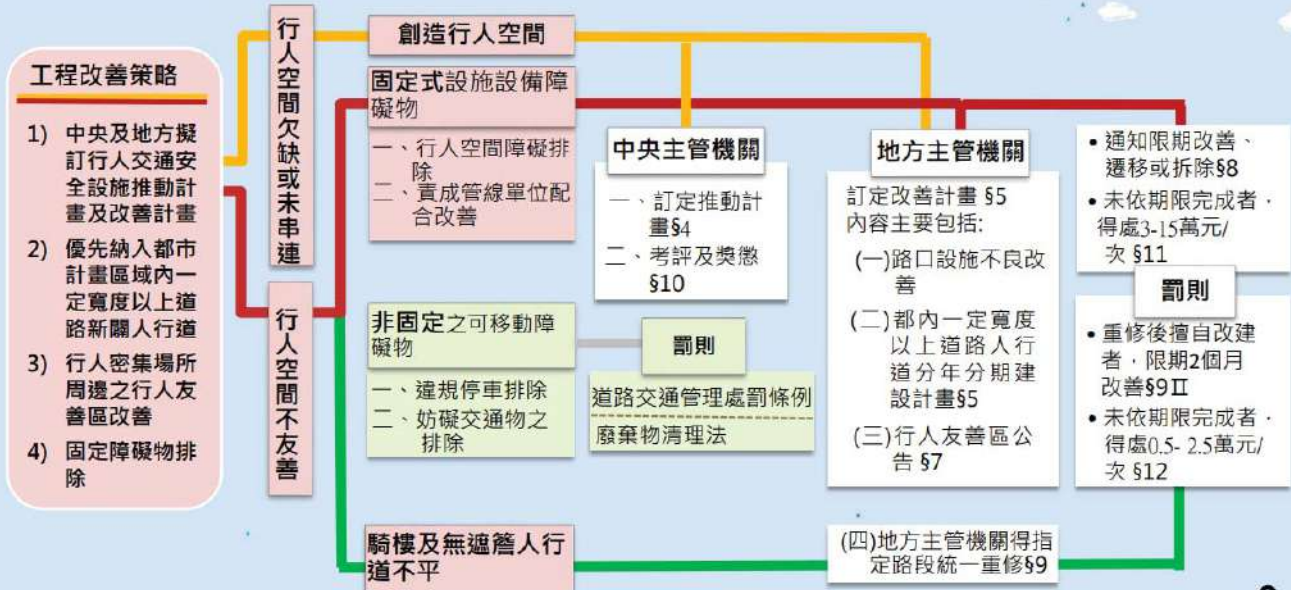 工程改善策略
1) 中央及地方擬
訂行人交通安
全設施推動計
畫及改善計畫
2) 優先納入都市
計畫區域內一
定寬度以上道
路新闢人行道
3) 行人密集場所
周邊之行人友
善區改善
4) 固定障礙物排
除
行人空間欠缺或未串連
行人空間不友善
創造行人空間
固定式設施設備障
礙物
一、行人空間障礙排
除
二、責成管線單位配
合改善
非固定之可移動障
礙物
一、違規停車排除
二、妨礙交通物之
排除
罰則
道路交通管理處罰條例
廢棄物清理法
騎樓及無遮簷人行
道不平
中央主管機關
一、訂定推動計
畫§4
二、考評及獎懲
§10
地方主管機關
訂定改善計畫 §5
內容主要包括:
(一)路口設施不良改
善
(二)都內一定寬度
以上道路人行
道分年分期建
設計畫§5
(三)行人友善區公
告 §7
(四)地方主管機關得指
定路段統一重修§9
• 通知限期改善、
遷移或拆除§8
• 未依期限完成者，
得處3-15萬元/
次 §11
罰則
• 重修後擅自改建
者，限期2個月
改善§9Ⅱ
• 未依期限完成者，
得處0.5- 2.5萬元/
次 §12